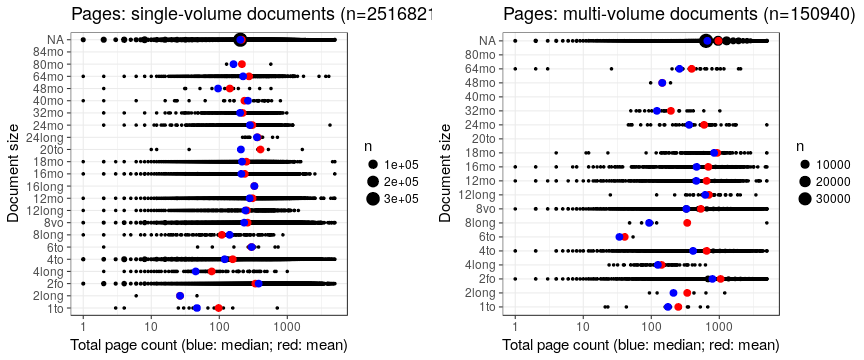 Pages: single-volume documents (n=2516821
Document size
NA
84mo
80mo
64mo
48mo
40mo
32mo
24mo
24long
20to
18mo
16mo
16long
12mo
12long
8vo
8long
6to
4to
4long
2fo
2long
1to
1
10
100
1000
Total page count (blue: median; red: mean)
n
1e+05
2e+05
3e+05
Pages: multi-volume documents (n=150940)
Document size
NA
80mo
64mo
48mo
32mo
24mo
20to
18mo
16mo
12mo
12long
8vo
8long
6to
4to
4long
2fo
2long
1to
1
10
100
1000
Total page count (blue: median; red: mean)
n
10000
20000
30000